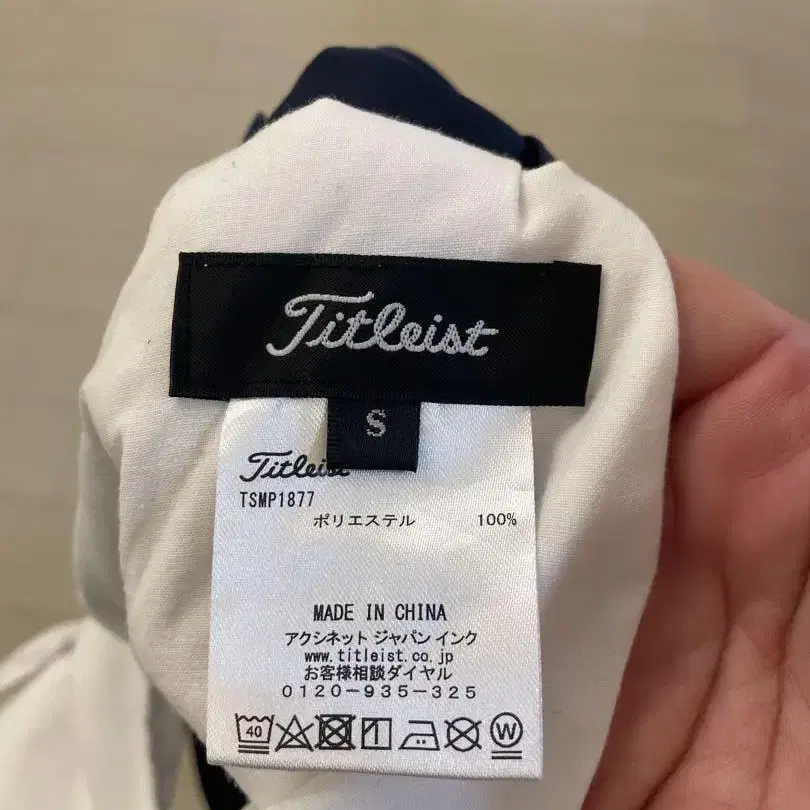 Titleist
S
Titleist
TSMP1877
ポリエステル 100%
MADE IN CHINA
アクシネット ジャパン インク
www.titleist.co.jp
お客様相談ダイヤル
0120-935-325
40
W